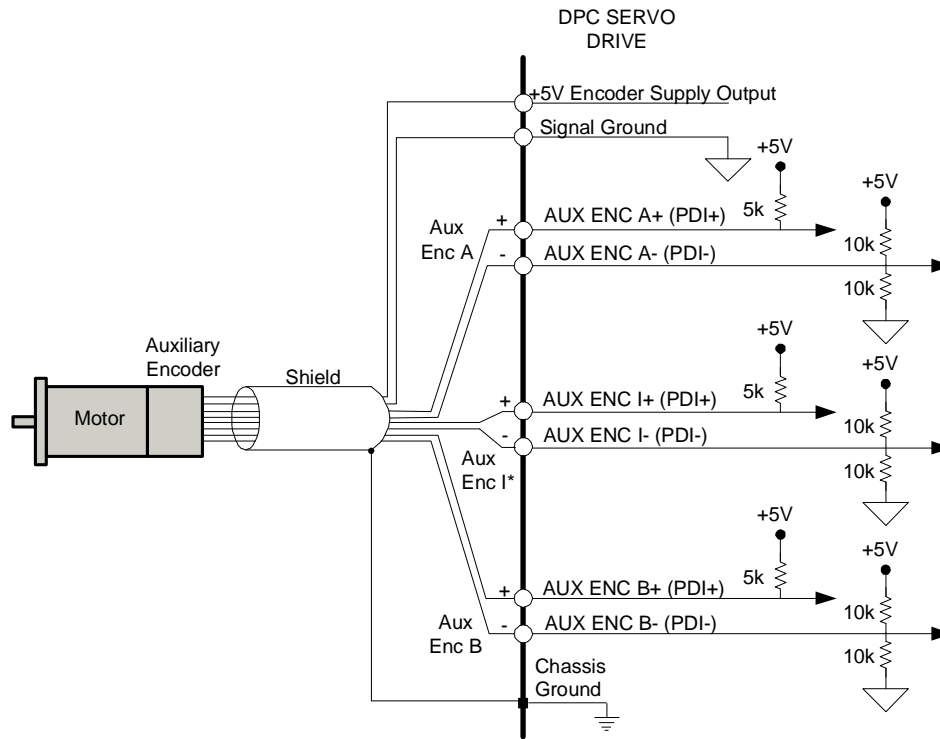 DPC SERVO
DRIVE
+5V Encoder Supply Output
Signal Ground
+5V
+5V
5k
AUX ENC A+ (PDI+)
+
Aux
Enc A
10k
-
AUX ENC A- (PDI-)
10k
+5V
Auxiliary
Encoder
Shield
+5V
5k
AUX ENC I+ (PDI+)
+
Motor
10k
-
AUX ENC I- (PDI-)
Aux
Enc I*
10k
+5V
+5V
5k
AUX ENC B+ (PDI+)
+
10k
Aux
Enc B
-
AUX ENC B- (PDI-)
10k
Chassis
Ground